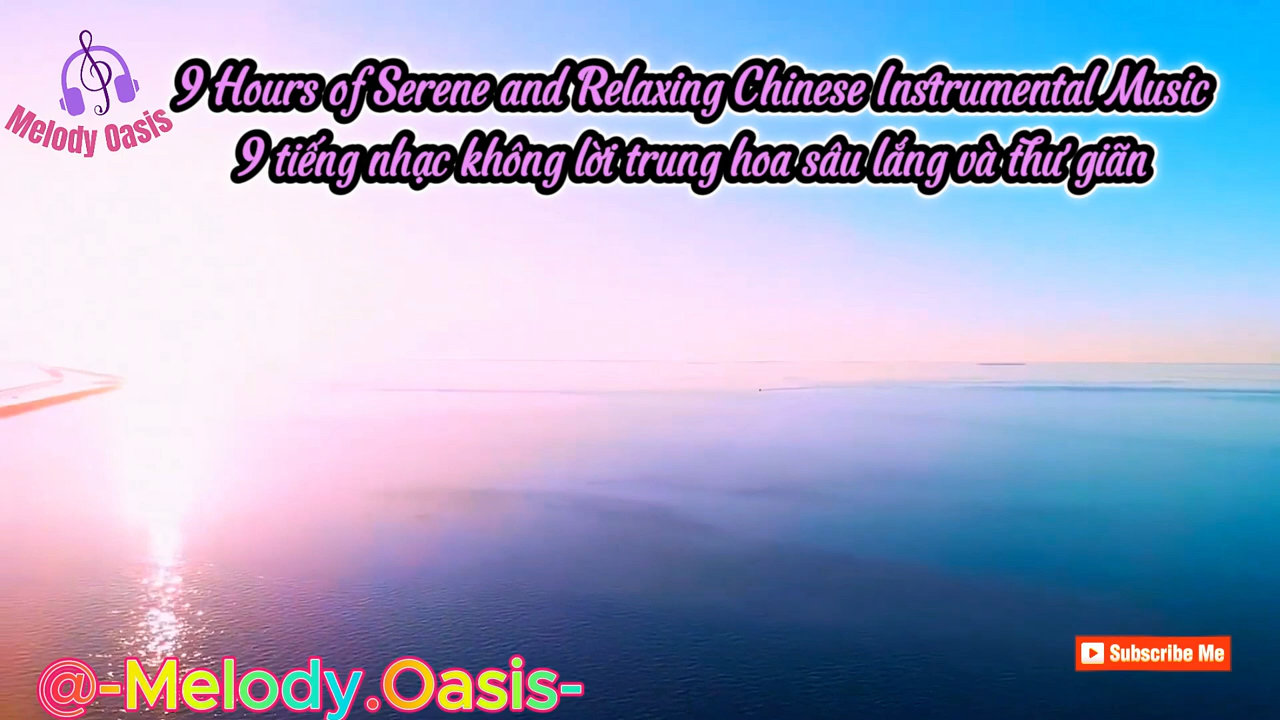 Melody Oasis
9 Hours of Serene and Relaxing Chinese Instrumental Music
9 tiếng nhạc không lời trung hoa sâu lắng và thư giãn
Subscribe Me
@-Melody.Oasis-